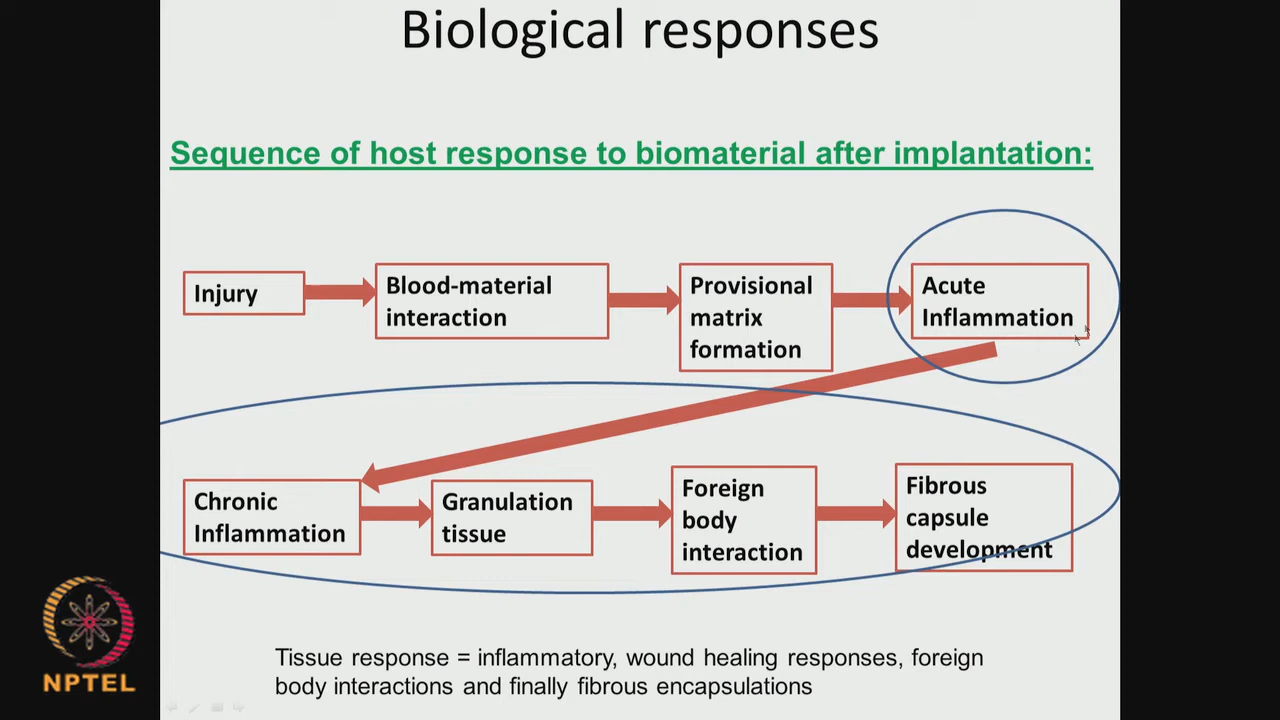 Biological responses
Sequence of host response to biomaterial after implantation:
Injury
Blood-material
interaction
Provisional
matrix
formation
Acute
Inflammation
Chronic
Inflammation
Granulation
tissue
Foreign
body
interaction
Fibrous
capsule
development
Tissue response = inflammatory, wound healing responses, foreign
body interactions and finally fibrous encapsulations
NPTEL